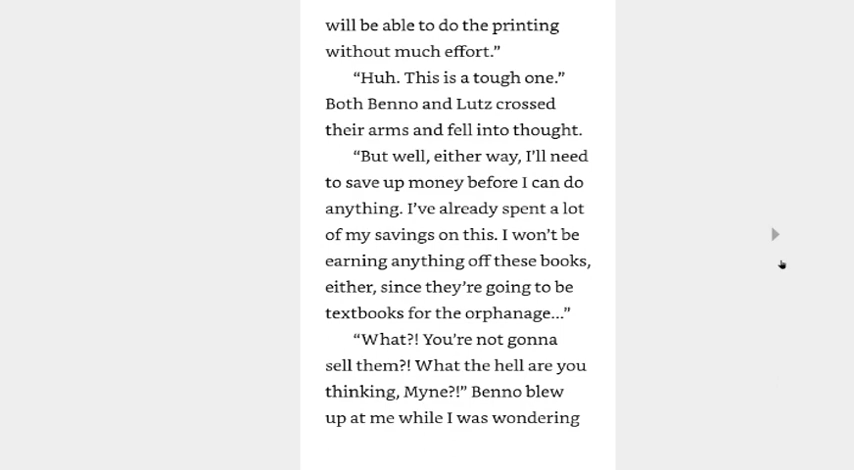 will be able to do the printing
without much effort.”
“Huh. This is a tough one.”
Both Benno and Lutz crossed
their arms and fell into thought.
“But well, either way, I’ll need
to save up money before I can do
anything. I’ve already spent a lot
of my savings on this. I won’t be
earning anything off these books,
either, since they’re going to be
textbooks for the orphanage...”
“What?! You’re not gonna
sell them?! What the hell are you
thinking, Myne?!” Benno blew
up at me while I was wondering